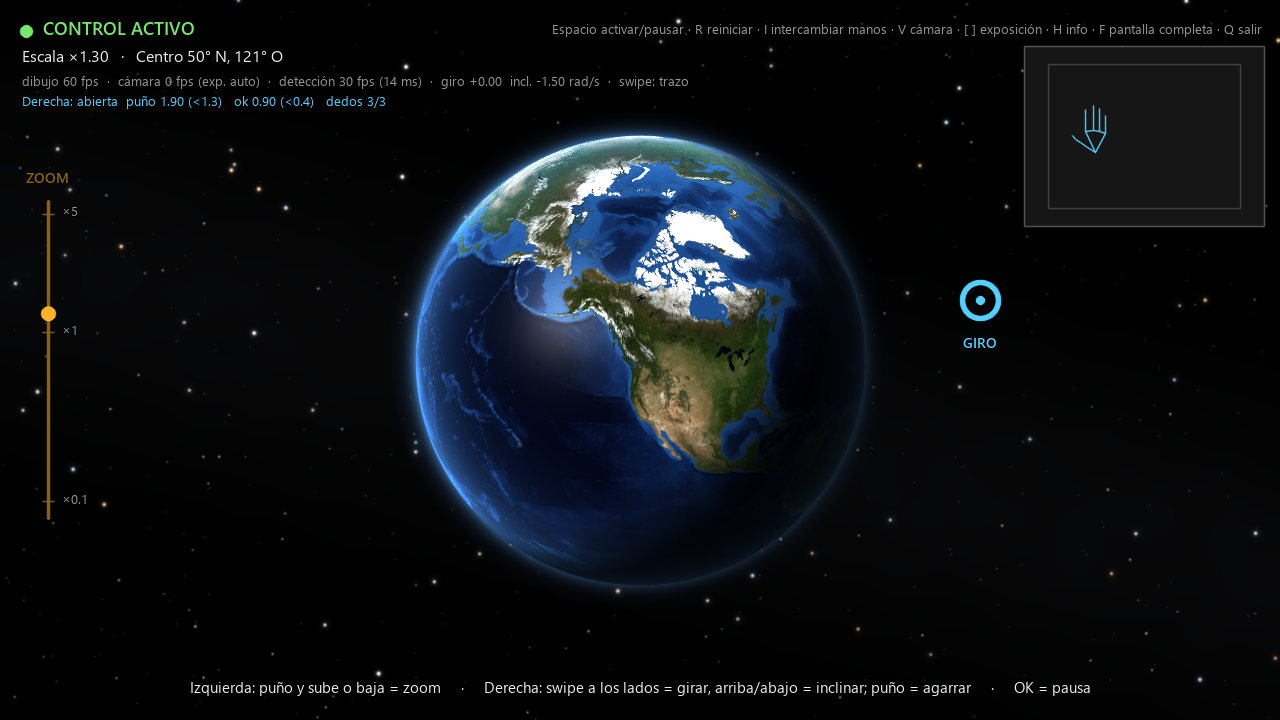 CONTROL ACTIVO
Espacio activar/pausar · R reiniciar · I intercambiar manos · V cámara · [ ] exposición · H info · F pantalla completa · Q salir
Escala ×1.30 · Centro 50° N, 121° O
dibujo 60 fps · cámara 0 fps (exp. auto) · detección 30 fps (14 ms) · giro +0.00 incl. -1.50 rad/s · swipe: trazo
Derecha: abierta puño 1.90 (<1.3) ok 0.90 (<0.4) dedos 3/3
ZOOM
×5
×1
×0.1
GIRO
Izquierda: puño y sube o baja = zoom · Derecha: swipe a los lados = girar, arriba/abajo = inclinar; puño = agarrar · OK = pausa